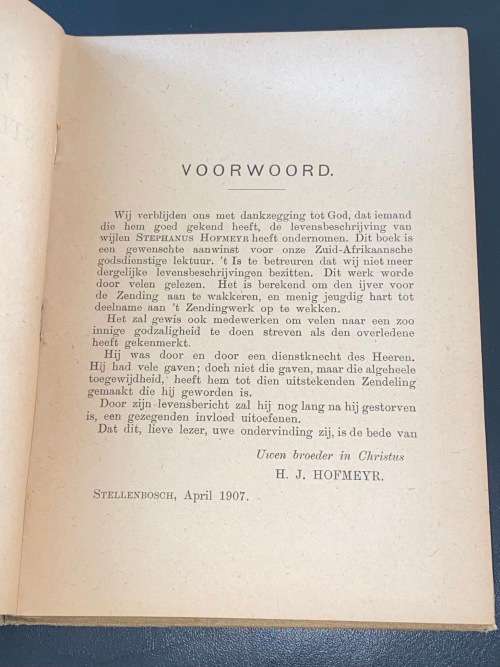 VOORWOORD.
Wij verblijden ons met dankzegging tot God, dat iemand
die hem goed gekend heeft, de levensbeschrijving van
wijlen STEPHANUS HOFMEYR heeft ondernomen. Dit boek is
een gewenschte aanwinst voor onze Zuid-Afrikaansche
godsdienstige lektuur. 't Is te betreuren dat wij niet meer
dergelijke levensbeschrijvingen bezitten. Dit werk worde
door velen gelezen. Het is berekend om den ijver voor
de Zending aan te wakkeren, en menig jeugdig hart tot
deelname aan 't Zendingwerk op te wekken.
Het zal gewis ook medewerken om velen naar een zoo
innige godzaligheid te doen streven als den overledene
heeft gekenmerkt.
Hij was door en door een dienstknecht des Heeren.
Hij had vele gaven; doch niet die gaven, maar die algeheele
toegewijdheid, heeft hem tot dien uitstekenden Zendeling
gemaakt die hij geworden is.
Door zijn levensbericht zal hij nog lang na hij gestorven
is, een gezegenden invloed uitoefenen.
Dat dit, lieve lezer, uwe ondervinding zij, is de bede van
Uwen broeder in Christus
H. J. HOFMEYR.
STELLENBOSCH, April 1907.